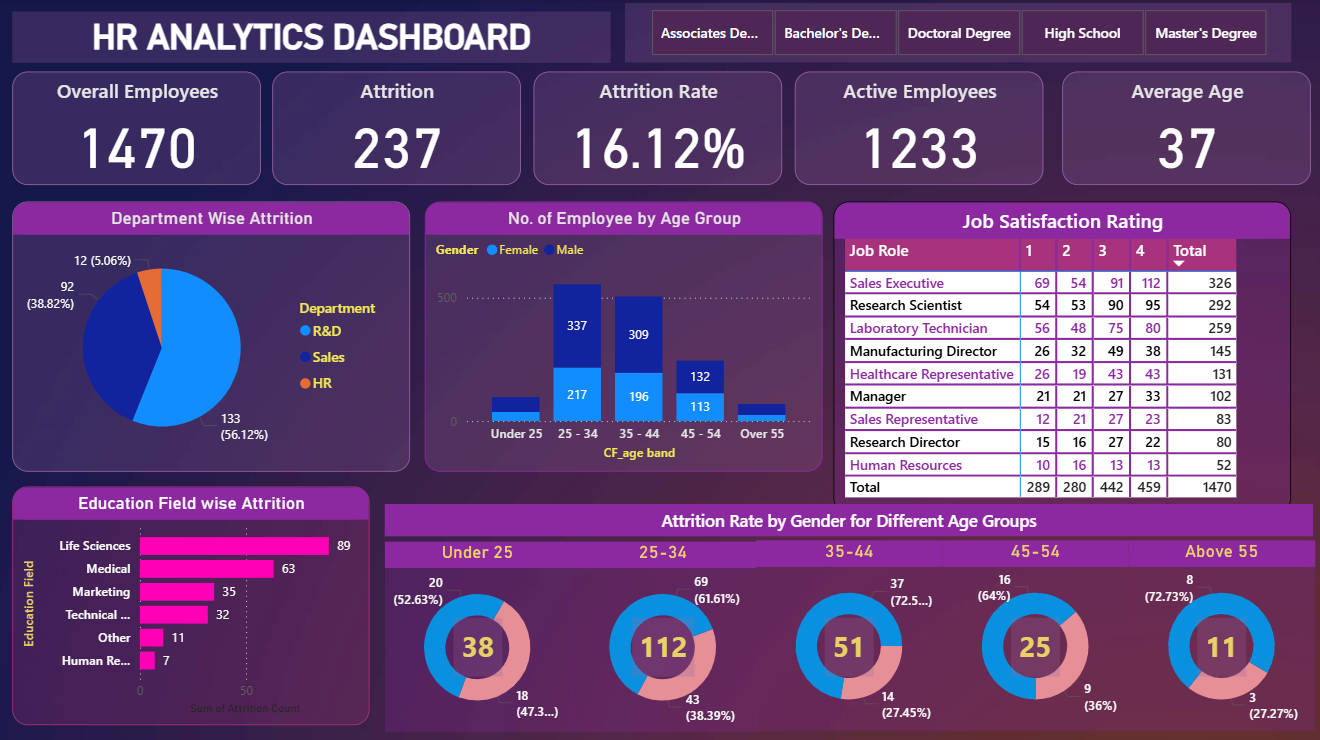 HR ANALYTICS DASHBOARD
Associates De...
Bachelor's De...
Doctoral Degree
High School
Master's Degree
Overall Employees
1470
Attrition
237
Attrition Rate
16.12%
Active Employees
1233
Average Age
37
Department Wise Attrition
12 (5.06%)
92
(38.82%)
133
(56.12%)
Department
R&D
Sales
HR
No. of Employee by Age Group
Gender Female Male
500
0
337
217
309
196
132
113
Under 25 25 - 34 35 - 44 45 - 54 Over 55
CF_age band
Job Satisfaction Rating
Job Role 1 2 3 4 Total
Sales Executive 69 54 91 112 326
Research Scientist 54 53 90 95 292
Laboratory Technician 56 48 75 80 259
Manufacturing Director 26 32 49 38 145
Healthcare Representative 26 19 43 43 131
Manager 21 21 27 33 102
Sales Representative 12 21 27 23 83
Research Director 15 16 27 22 80
Human Resources 10 16 13 13 52
Total 289 280 442 459 1470
Education Field wise Attrition
Education Field
Life Sciences 89
Medical 63
Marketing 35
Technical ... 32
Other 11
Human Re... 7
0 50
Sum of Attrition Count
Attrition Rate by Gender for Different Age Groups
Under 25
20
(52.63%)
38
18
(47.3...)
25-34
69
(61.61%)
112
43
(38.39%)
35-44
37
(72.5...)
51
14
(27.45%)
45-54
16
(64%)
25
9
(36%)
Above 55
8
(72.73%)
11
3
(27.27%)